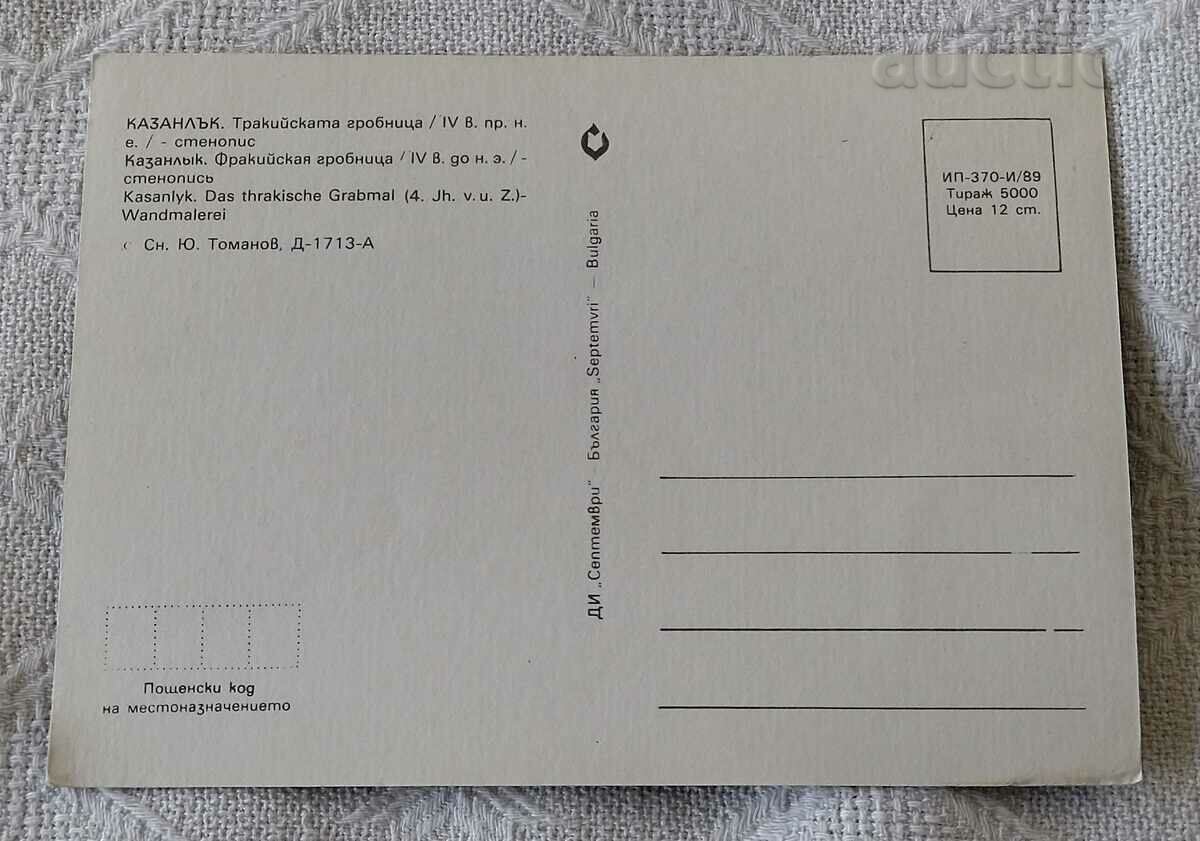 КАЗАНЛЪК. Тракийската гробница / IV в. пр. н.
е. / - стенопис
Казанлык. Фракийская гробница / IV в. до н. э. / -
стенопись
Kasanlyk. Das thrakische Grabmal (4. Jh. v. u. Z.)-
Wandmalerei
Сн. Ю. Томанов, Д-1713-А
ДИ „Септември" – България „Septemvri" – Bulgaria
auctio
ИП-370-И/89
Тираж 5000
Цена 12 ст.
Пощенски код
на местоназначението